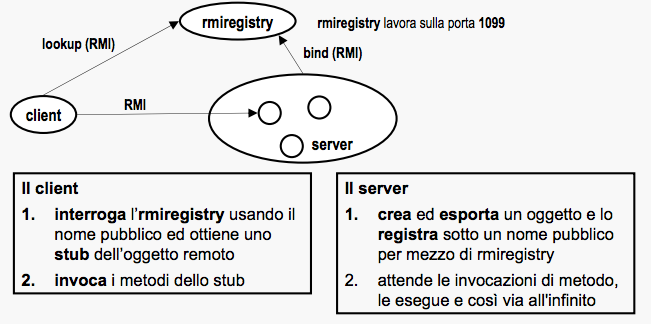 rmiregistry
rmiregistry lavora sulla porta 1099
lookup (RMI)
bind (RMI)
RMI
client
server
Il client
1. interroga l'rmiregistry usando il
nome pubblico ed ottiene uno
stub dell'oggetto remoto
2. invoca i metodi dello stub
Il server
1. crea ed esporta un oggetto e lo
registra sotto un nome pubblico
per mezzo di rmiregistry
2. attende le invocazioni di metodo,
le esegue e così via all'infinito